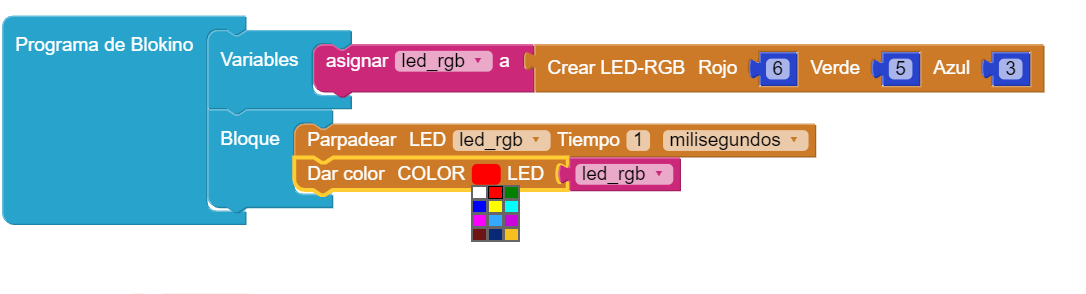 Programa de Blokino
Variables
asignar led_rgb a Crear LED-RGB Rojo 6 Verde 5 Azul 3
Bloque
Parpadear LED led_rgb Tiempo 1 milisegundos
Dar color COLOR LED led_rgb